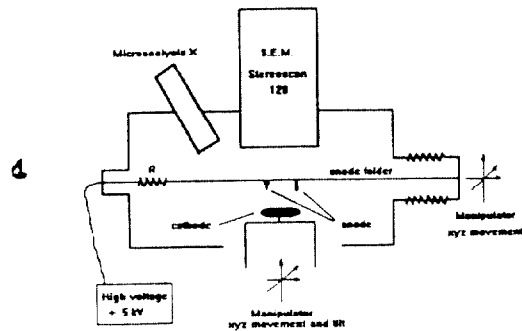 Microanalysis X
S.E.M.
Stereoscan
120
R
anode folder
cathode
anode
Manipulator
xyz movement
High voltage
+ 5 kV
Manipulator
xyz movement and tilt